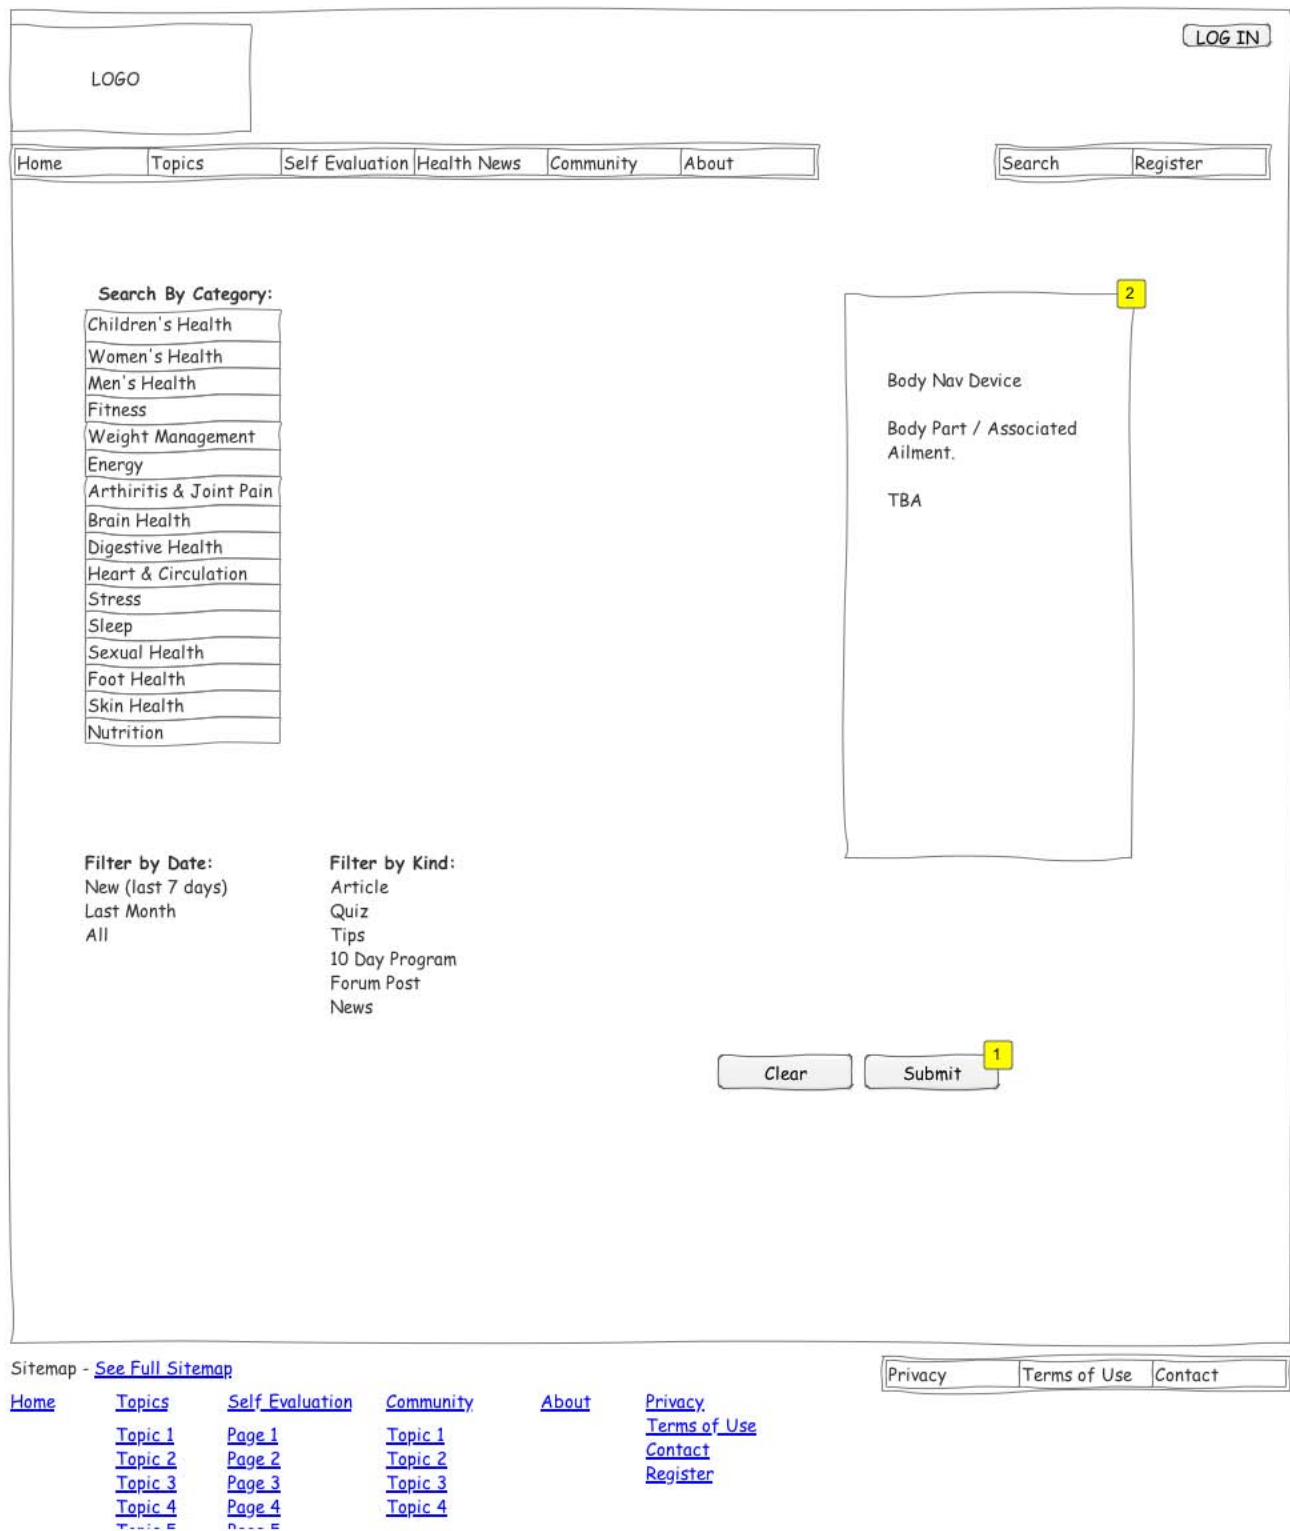 LOG IN
LOGO
Home Topics Self Evaluation Health News Community About Search Register
Search By Category:
Children's Health
Women's Health
Men's Health
Fitness
Weight Management
Energy
Arthiritis & Joint Pain
Brain Health
Digestive Health
Heart & Circulation
Stress
Sleep
Sexual Health
Foot Health
Skin Health
Nutrition
2
Body Nav Device
Body Part / Associated
Ailment.
TBA
Filter by Date:
New (last 7 days)
Last Month
All
Filter by Kind:
Article
Quiz
Tips
10 Day Program
Forum Post
News
Clear
Submit
1
Sitemap - See Full Sitemap
Privacy Terms of Use Contact
Home
Topics
Topic 1
Topic 2
Topic 3
Topic 4
Self Evaluation
Page 1
Page 2
Page 3
Page 4
Community
Topic 1
Topic 2
Topic 3
Topic 4
About
Privacy
Terms of Use
Contact
Register